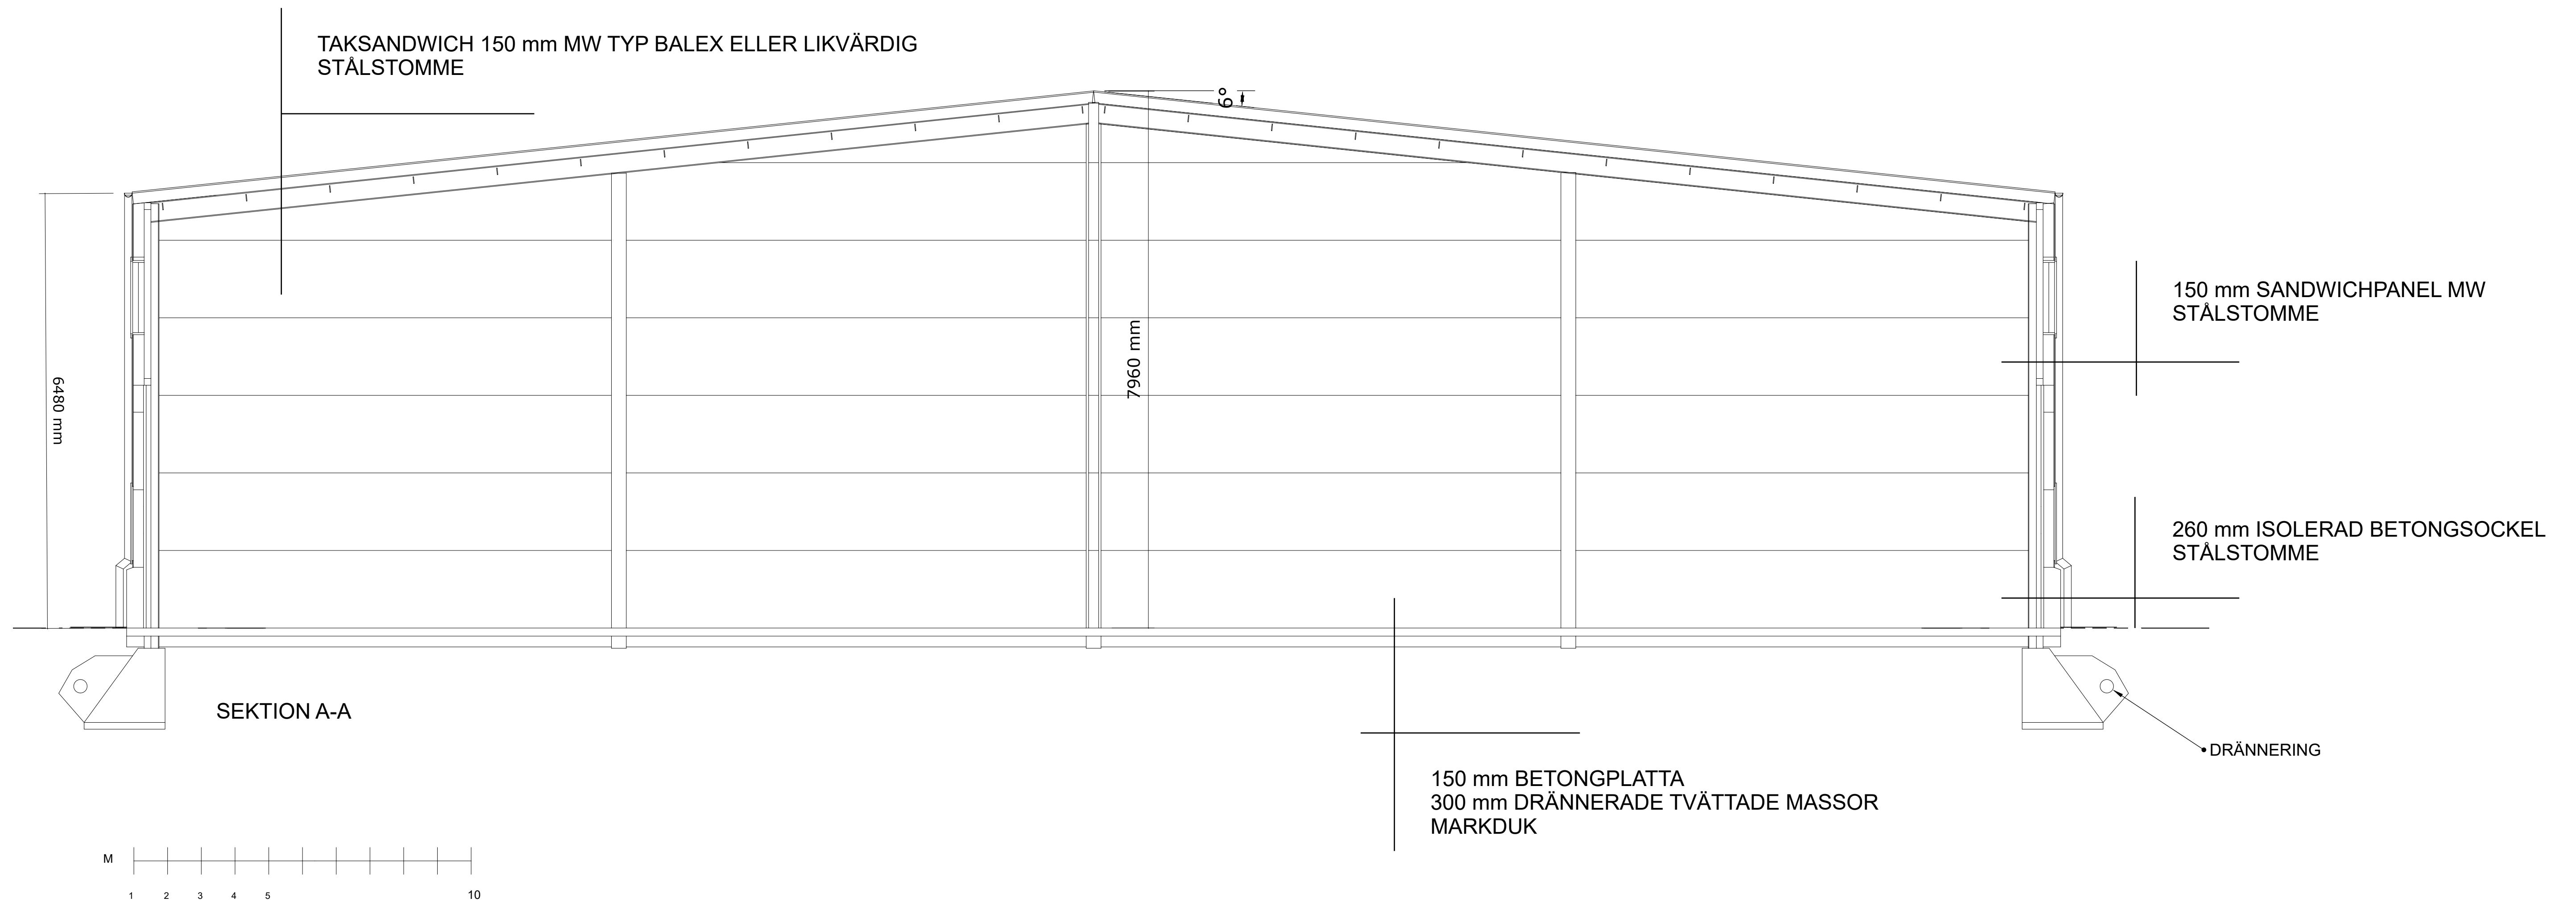 TAKSANDWICH 150 mm MW TYP BALEX ELLER LIKVÄRDIG
STÅLSTOMME
6°
6480 mm
7960 mm
150 mm SANDWICHPANEL MW
STÅLSTOMME
260 mm ISOLERAD BETONGSOCKEL
STÅLSTOMME
SEKTION A-A
DRÄNNERING
150 mm BETONGPLATTA
300 mm DRÄNNERADE TVÄTTADE MASSOR
MARKDUK
M
1 2 3 4 5 10